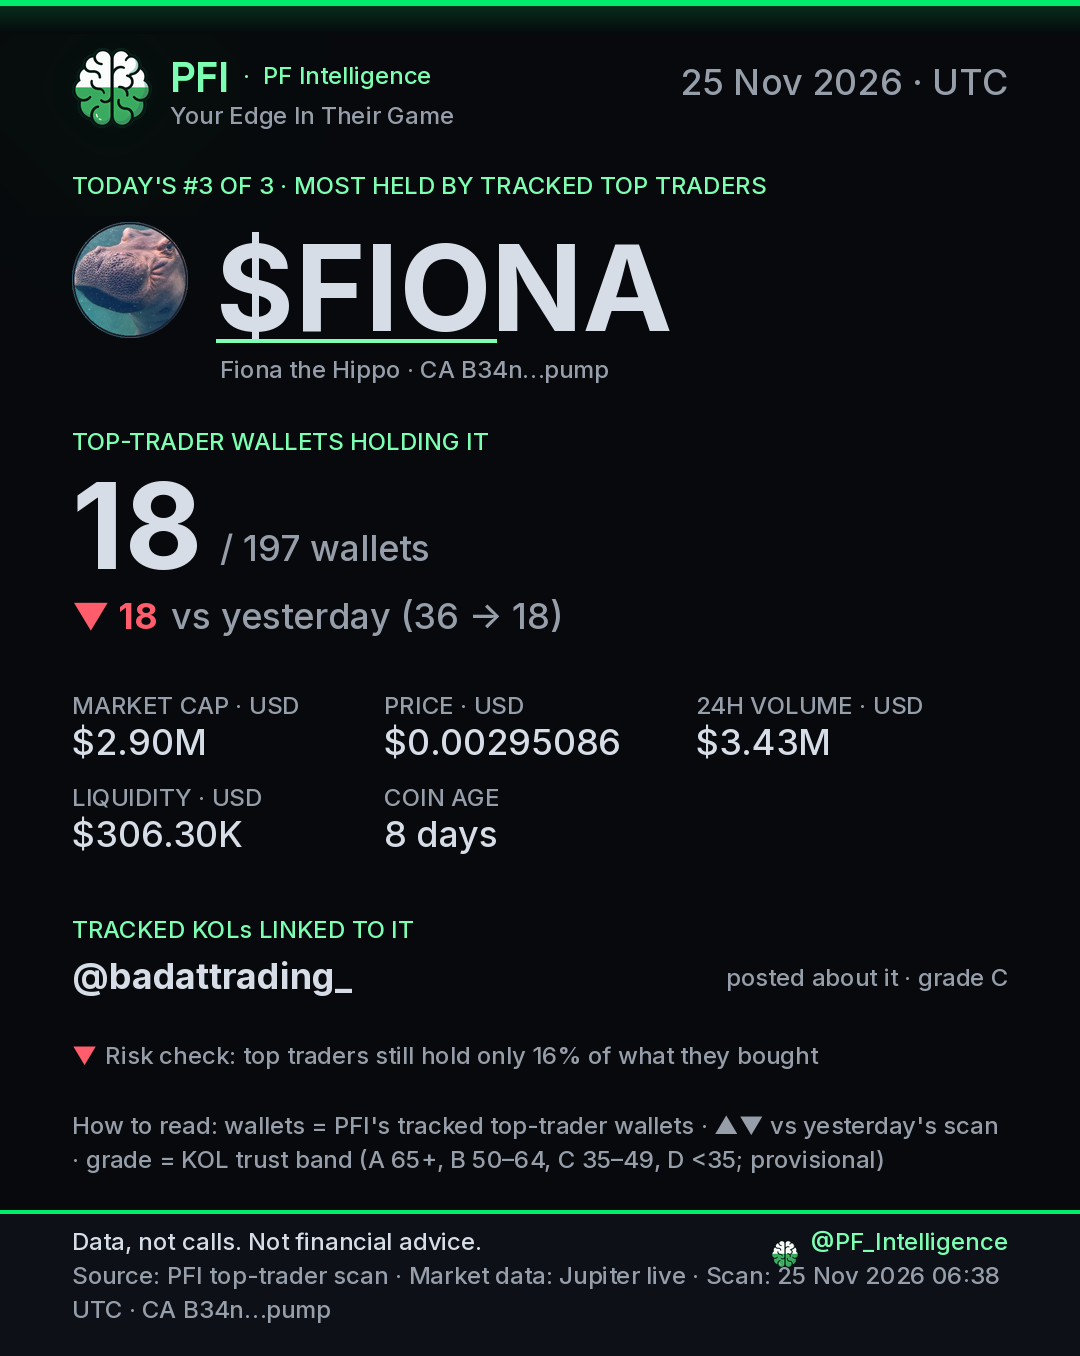 PFI · PF Intelligence
Your Edge In Their Game
25 Nov 2026 · UTC
TODAY'S #3 OF 3 · MOST HELD BY TRACKED TOP TRADERS
$FIONA
Fiona the Hippo · CA B34n…pump
TOP-TRADER WALLETS HOLDING IT
18 / 197 wallets
▼ 18 vs yesterday (36 → 18)
MARKET CAP · USD
$2.90M
PRICE · USD
$0.00295086
24H VOLUME · USD
$3.43M
LIQUIDITY · USD
$306.30K
COIN AGE
8 days
TRACKED KOLs LINKED TO IT
@badattrading_
posted about it · grade C
▼ Risk check: top traders still hold only 16% of what they bought
How to read: wallets = PFI's tracked top-trader wallets · ▲▼ vs yesterday's scan
· grade = KOL trust band (A 65+, B 50–64, C 35–49, D <35; provisional)
Data, not calls. Not financial advice.
@PF_Intelligence
Source: PFI top-trader scan · Market data: Jupiter live · Scan: 25 Nov 2026 06:38
UTC · CA B34n…pump